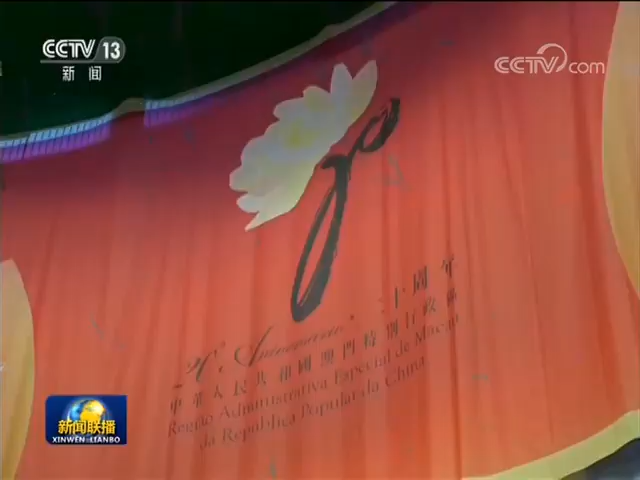 CCTV 13
新闻
CCTV com
20° Aniversário • 二十周年
中華人民共和國澳門特別行政區
Região Administrativa Especial de Macau
da República Popular da China
新闻联播
XINWEN LIANBO